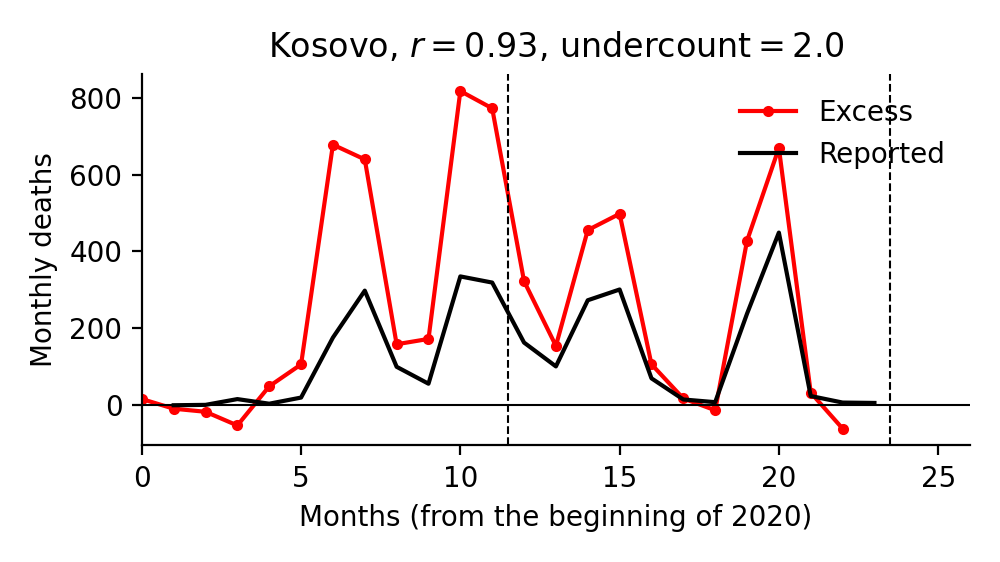 Kosovo, r = 0.93, undercount = 2.0
Excess
Reported
Monthly deaths
800
600
400
200
0
0 5 10 15 20 25
Months (from the beginning of 2020)